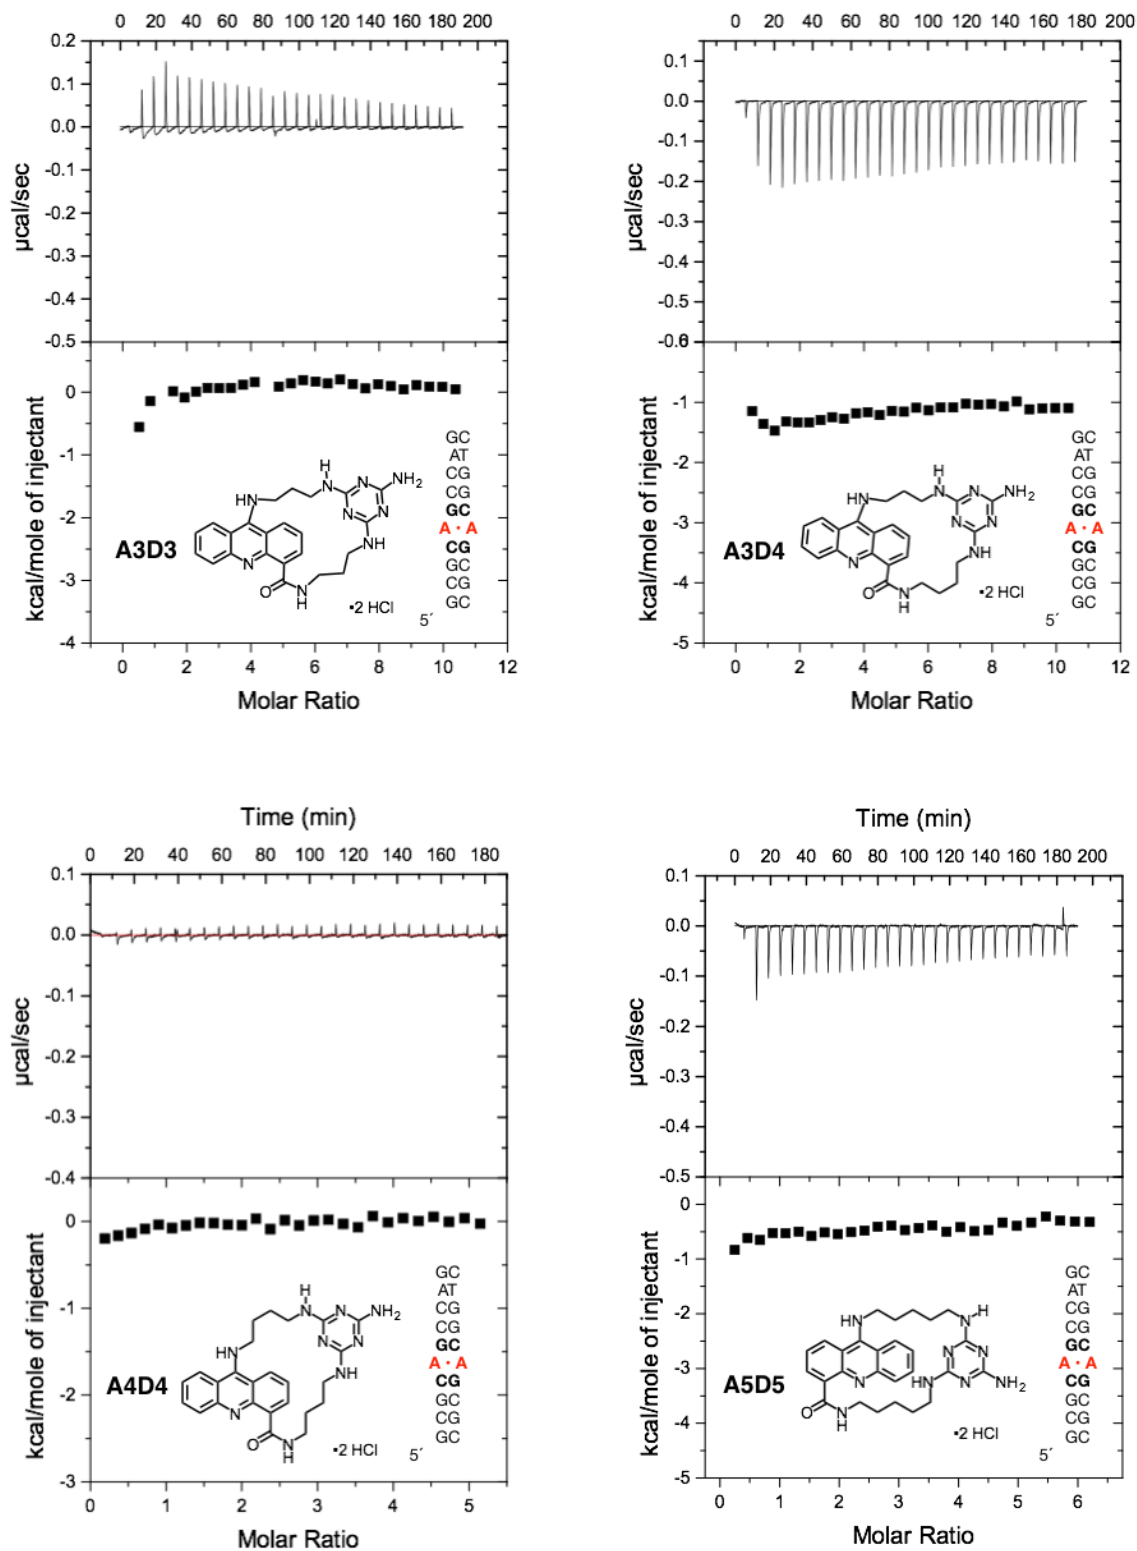 0 20 40 60 80 100 120 140 160 180 200
0.2
0.1
0.0
-0.1
-0.2
-0.3
-0.4
-0.5
µcal/sec
0
-1
-2
-3
-4
kcal/mole of injectant
A3D3
HN
H
N
N
NH2
N
N
NH
N
O
N
H
•2 HCl
GC
AT
CG
CG
GC
A · A
CG
GC
CG
GC
5´
0 2 4 6 8 10 12
Molar Ratio
0 20 40 60 80 100 120 140 160 180 200
0.1
0.0
-0.1
-0.2
-0.3
-0.4
-0.5
-0.6
µcal/sec
-1
-2
-3
-4
-5
kcal/mole of injectant
A3D4
HN
H
N
N
NH2
N
N
NH
N
O
N
H
•2 HCl
GC
AT
CG
CG
GC
A · A
CG
GC
CG
GC
5´
0 2 4 6 8 10 12
Molar Ratio
Time (min)
0 20 40 60 80 100 120 140 160 180
0.1
0.0
-0.1
-0.2
-0.3
-0.4
µcal/sec
0
-1
-2
-3
kcal/mole of injectant
A4D4
H
N
N
NH2
N
N
HN
NH
N
O
N
H
•2 HCl
GC
AT
CG
CG
GC
A · A
CG
GC
CG
GC
5´
0 1 2 3 4 5
Molar Ratio
Time (min)
0 20 40 60 80 100 120 140 160 180 200
0.1
0.0
-0.1
-0.2
-0.3
-0.4
-0.5
µcal/sec
0
-1
-2
-3
-4
-5
kcal/mole of injectant
A5D5
HN
N
H
N
N
N
HN
N
NH2
O
N
H
•2 HCl
GC
AT
CG
CG
GC
A · A
CG
GC
CG
GC
5´
0 1 2 3 4 5 6
Molar Ratio